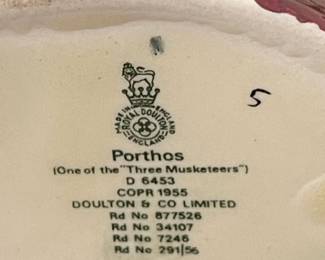 5
MADE IN ENGLAND
ROYAL DOULTON
ENGLAND
Porthos
(One of the "Three Musketeers")
D 6453
COPR 1955
DOULTON & CO LIMITED
Rd No 877526
Rd No 34107
Rd No 7246
Rd No 291/56